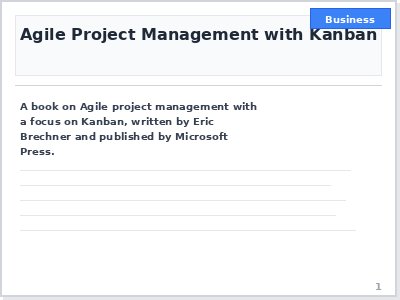 Business
Agile Project Management with Kanban
A book on Agile project management with
a focus on Kanban, written by Eric
Brechner and published by Microsoft
Press.
1